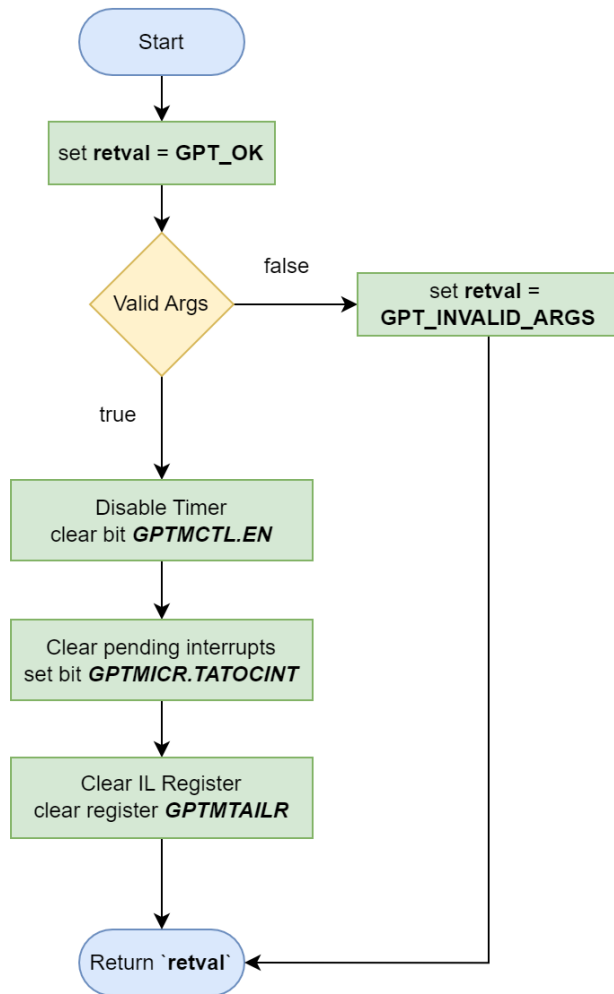 Start
set retval = GPT_OK
Valid Args
false
set retval =
GPT_INVALID_ARGS
true
Disable Timer
clear bit GPTMCTL.EN
Clear pending interrupts
set bit GPTMICR.TATOCINT
Clear IL Register
clear register GPTMTAILR
Return `retval`